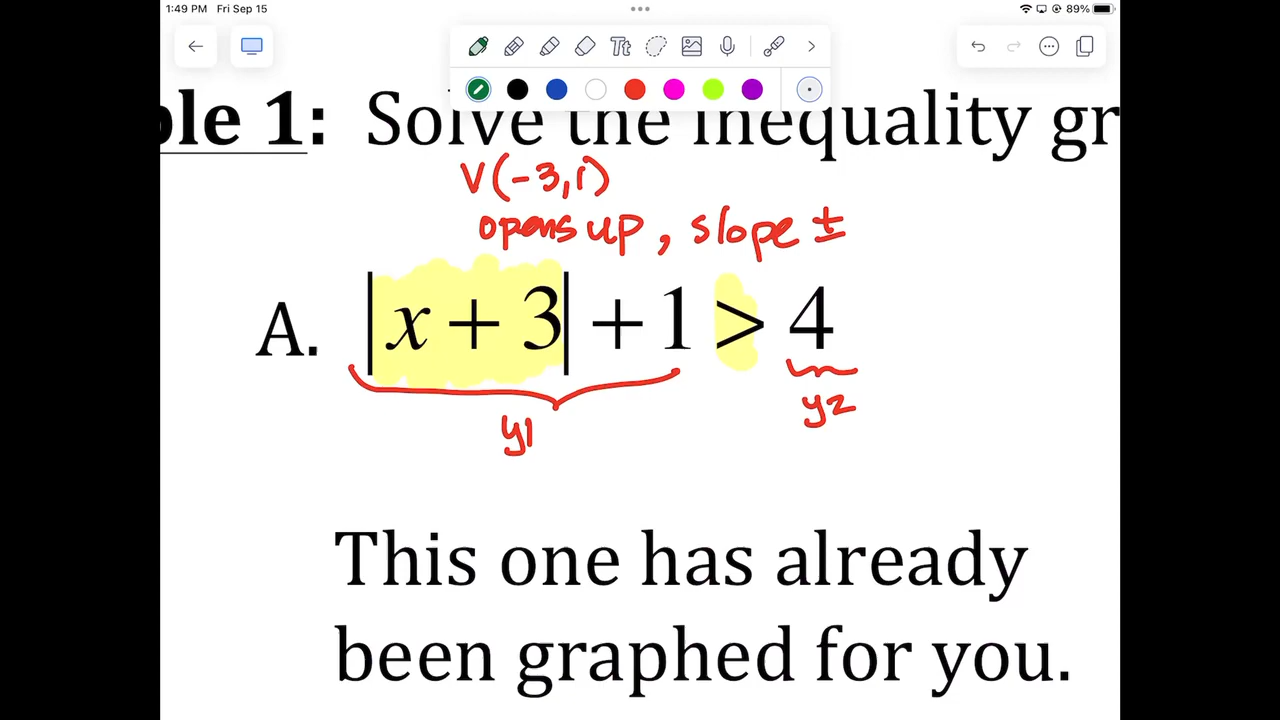 1:49 PM Fri Sep 15
89%
Tt
ple 1: Solve the inequality gr
V(-3,1)
opens up, slope ±
A. |x + 3| + 1 > 4
y1
y2
This one has already
been graphed for you.